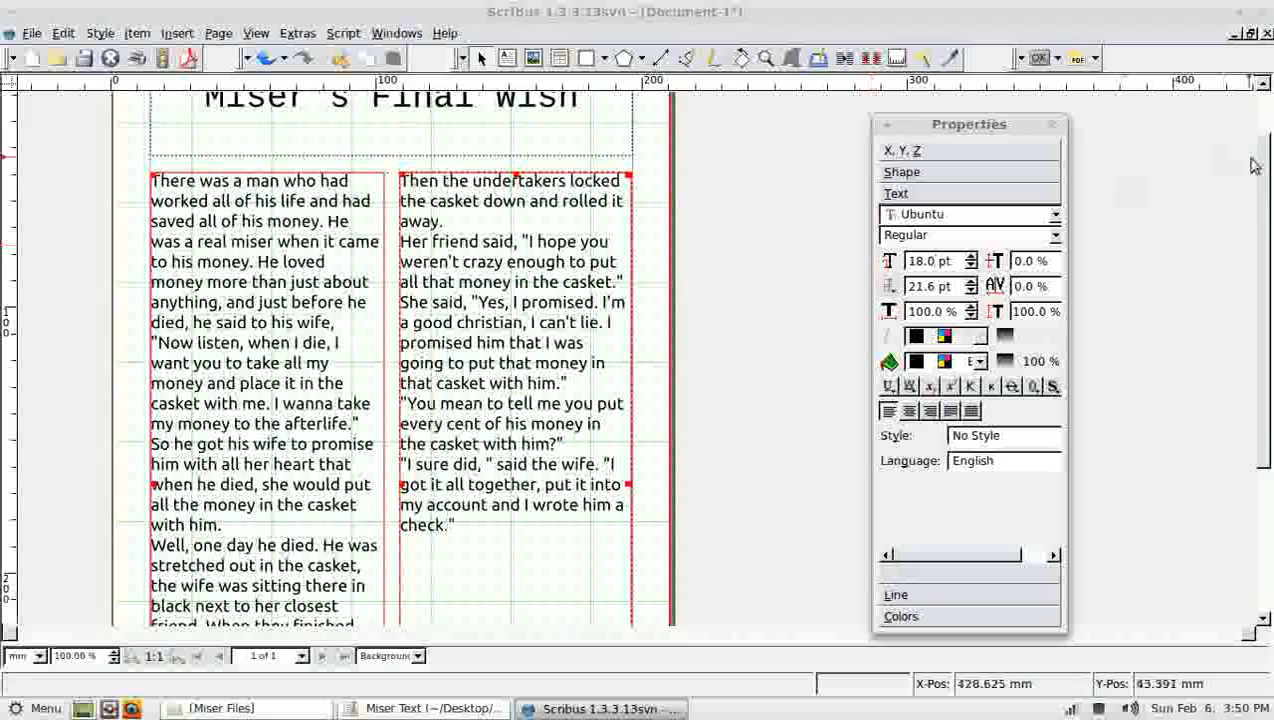 Scribus 1.3.3.13svn - [Document-1*]
File Edit Style Item Insert Page View Extras Script Windows Help
0 100 200 300 400
Miser's Final Wish
There was a man who had
worked all of his life and had
saved all of his money. He
was a real miser when it came
to his money. He loved
money more than just about
anything, and just before he
died, he said to his wife,
"Now listen, when I die, I
want you to take all my
money and place it in the
casket with me. I wanna take
my money to the afterlife."
So he got his wife to promise
him with all her heart that
when he died, she would put
all the money in the casket
with him.
Well, one day he died. He was
stretched out in the casket,
the wife was sitting there in
black next to her closest
friend. When they finished
Then the undertakers locked
the casket down and rolled it
away.
Her friend said, "I hope you
weren't crazy enough to put
all that money in the casket."
She said, "Yes, I promised. I'm
a good christian, I can't lie. I
promised him that I was
going to put that money in
that casket with him."
"You mean to tell me you put
every cent of his money in
the casket with him?"
"I sure did, " said the wife. "I
got it all together, put it into
my account and I wrote him a
check."
Properties
X, Y, Z
Shape
Text
Ubuntu
Regular
18.0 pt 0.0 %
21.6 pt 0.0 %
100.0 % 100.0 %
100 %
Style: No Style
Language: English
Line
Colors
100
200
mm 100.00 % 1:1 1 of 1 Background
X-Pos: 428.625 mm Y-Pos: 43.391 mm
Menu [Miser Files] Miser Text (~/Desktop/... Scribus 1.3.3.13svn - ... Sun Feb 6, 3:50 PM